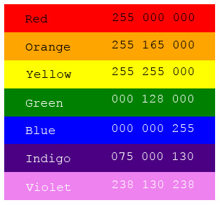 Red 255 000 000
Orange 255 165 000
Yellow 255 255 000
Green 000 128 000
Blue 000 000 255
Indigo 075 000 130
Violet 238 130 238